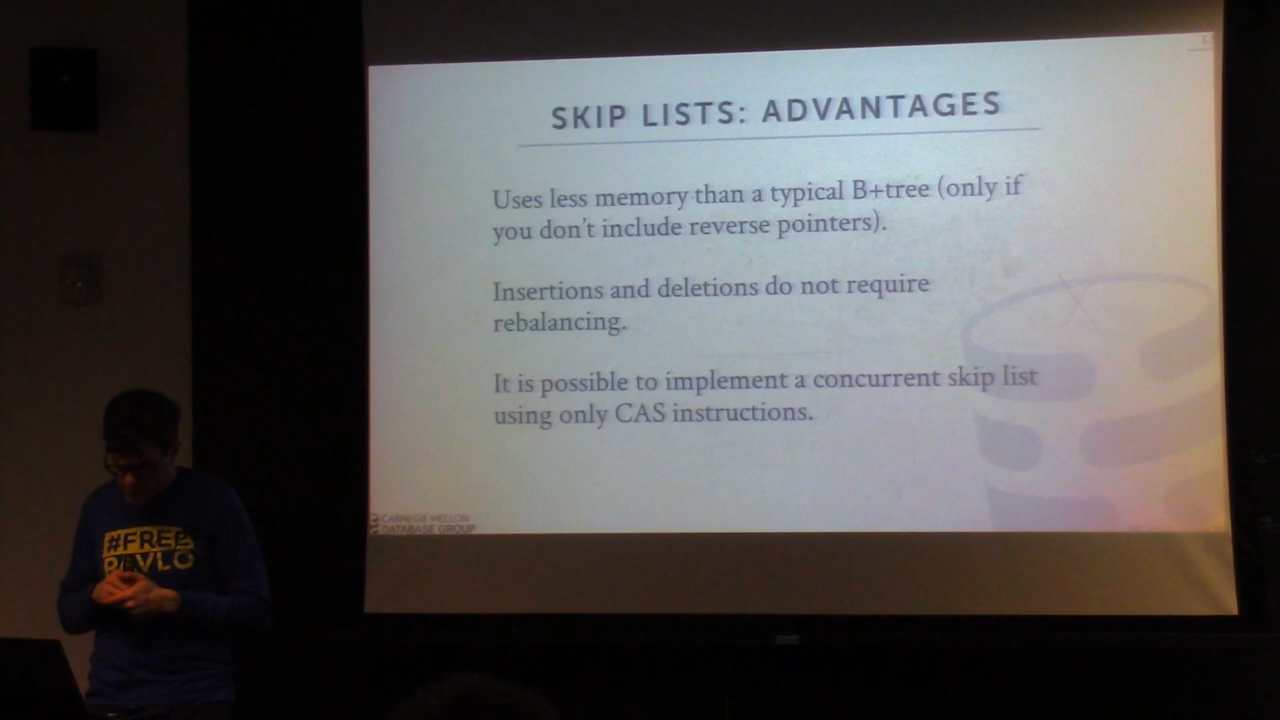 SKIP LISTS: ADVANTAGES
Uses less memory than a typical B+tree (only if
you don't include reverse pointers).
Insertions and deletions do not require
rebalancing.
It is possible to implement a concurrent skip list
using only CAS instructions.
CARNEGIE MELLON
DATABASE GROUP
#FREE
PAVLO